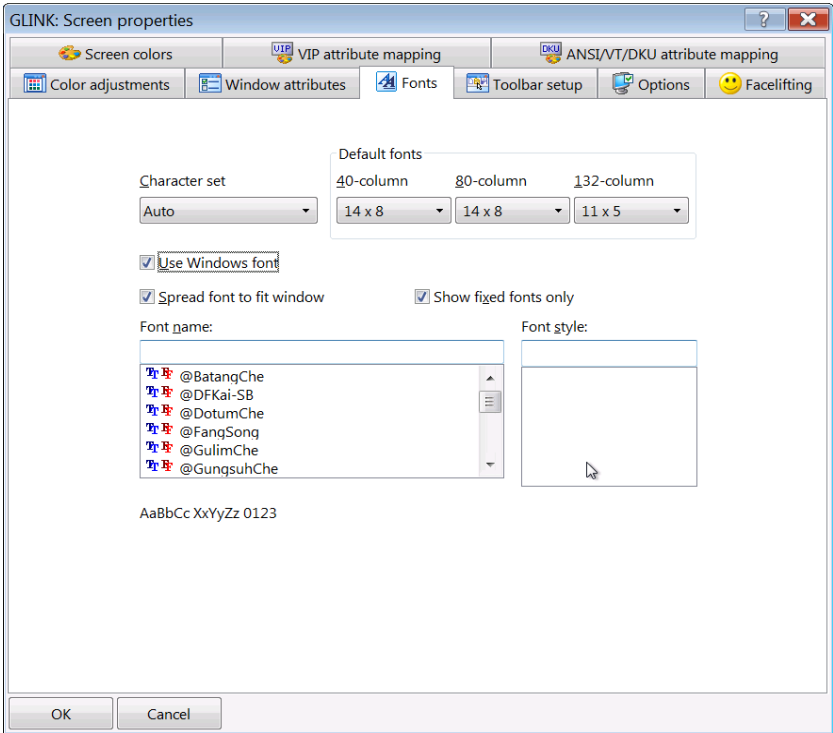 GLINK: Screen properties
?
Screen colors
VIP VIP attribute mapping
DKU ANSI/VT/DKU attribute mapping
Color adjustments
Window attributes
Fonts
Toolbar setup
Options
Facelifting
Default fonts
Character set
40-column
80-column
132-column
Auto
14 x 8
14 x 8
11 x 5
Use Windows font
Spread font to fit window
Show fixed fonts only
Font name:
Font style:
@BatangChe
@DFKai-SB
@DotumChe
@FangSong
@GulimChe
@GungsuhChe
AaBbCc XxYyZz 0123
OK
Cancel